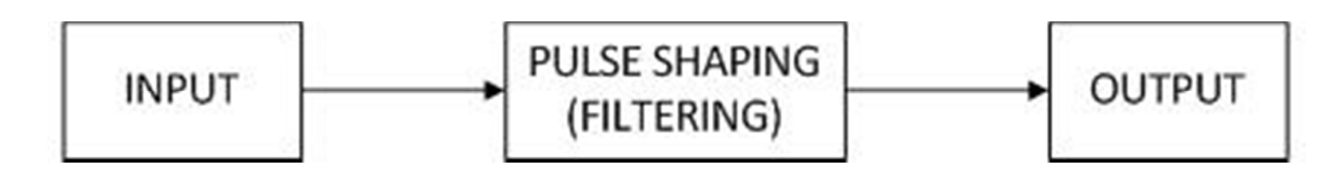 INPUT
PULSE SHAPING
(FILTERING)
OUTPUT